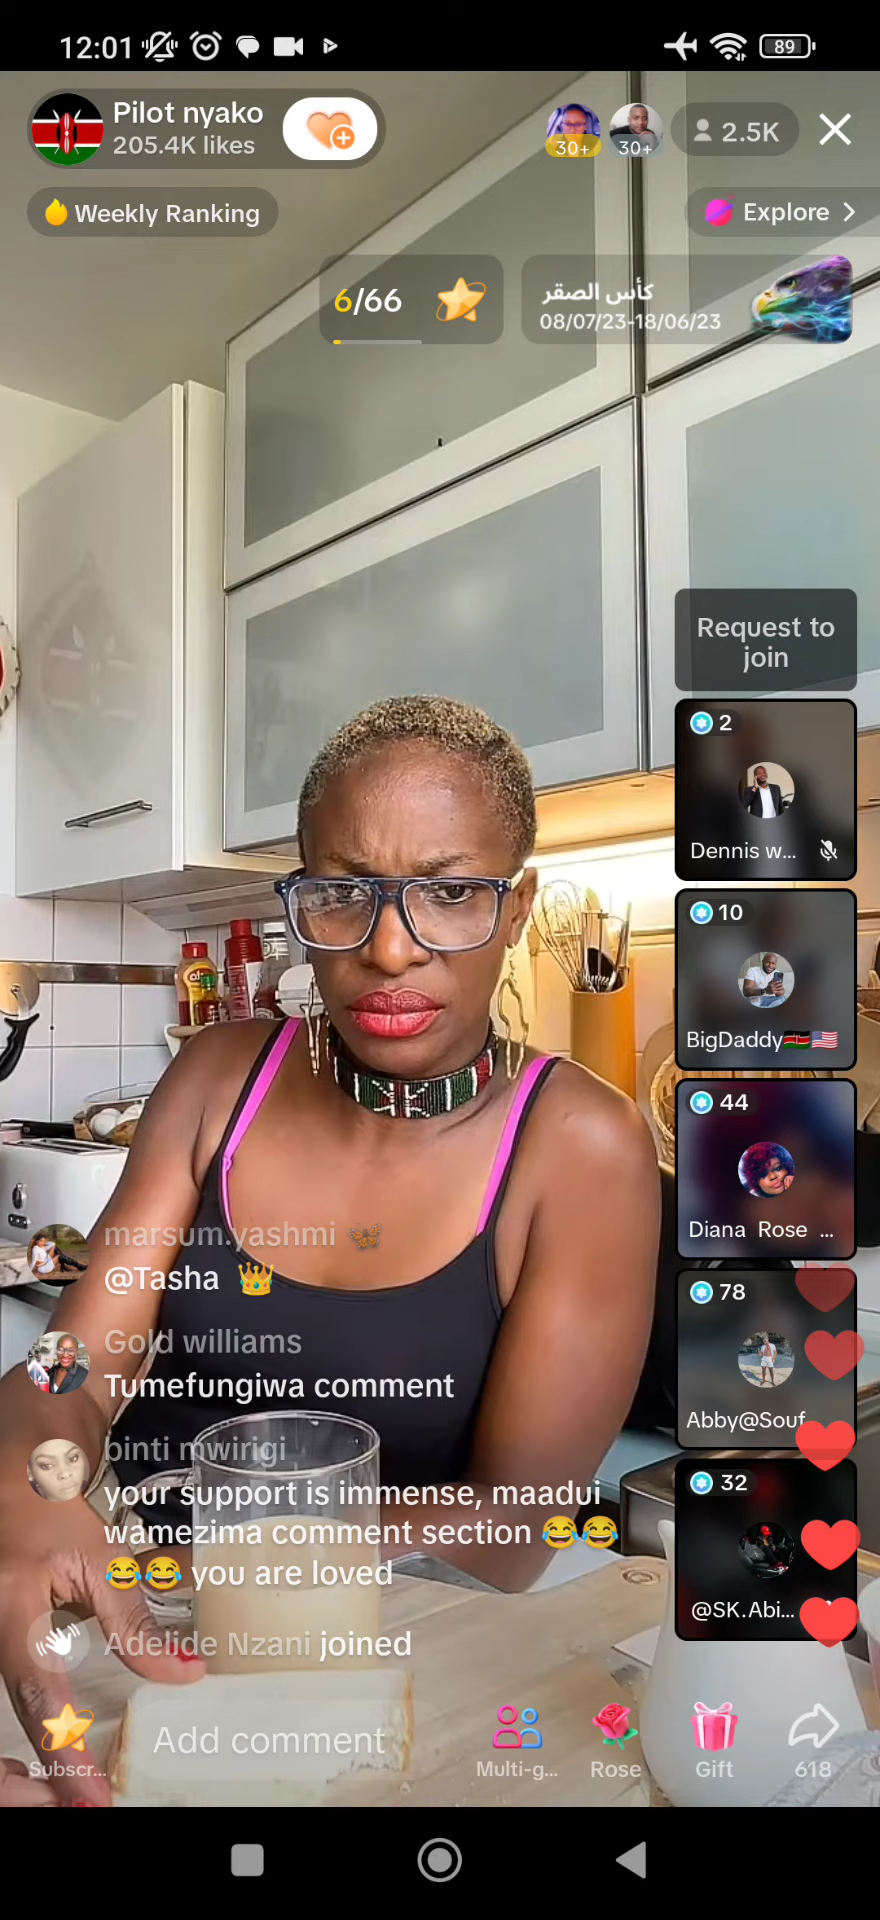 12:01
89
Pilot nyako
205.4K likes
30+
30+
2.5K
Weekly Ranking
Explore
6/66
كأس الصقر
08/07/23-18/06/23
Request to
join
2
Dennis w...
10
BigDaddy🇰🇪🇺🇸
44
Diana Rose ...
78
Abby@Souf
32
@SK.Abi...
marsum.yashmi 🦋
@Tasha 👑
Gold williams
Tumefungiwa comment
binti mwirigi
your support is immense, maadui
wamezima comment section 😂😂
😂😂 you are loved
Adelide Nzani joined
Subscr...
Add comment
Multi-g...
Rose
Gift
618